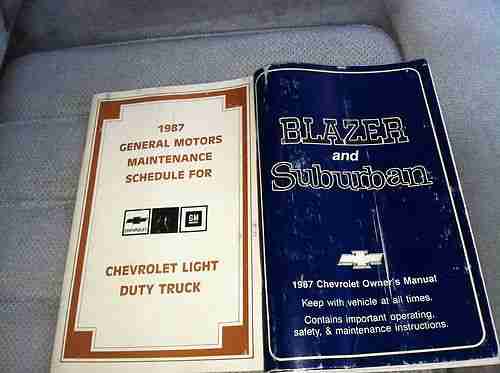 1987
GENERAL MOTORS
MAINTENANCE
SCHEDULE FOR
GM
CHEVROLET LIGHT
DUTY TRUCK
BLAZER
and
Suburban
1987 Chevrolet Owner's Manual
Keep with vehicle at all times.
Contains important operating,
safety, & maintenance instructions.